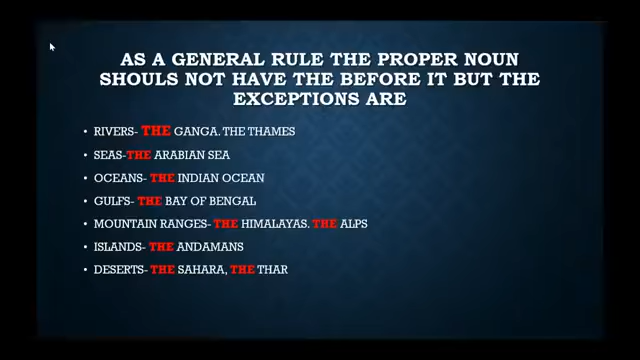 AS A GENERAL RULE THE PROPER NOUN
SHOULS NOT HAVE THE BEFORE IT BUT THE
EXCEPTIONS ARE
• RIVERS- THE GANGA. THE THAMES
• SEAS-THE ARABIAN SEA
• OCEANS- THE INDIAN OCEAN
• GULFS- THE BAY OF BENGAL
• MOUNTAIN RANGES- THE HIMALAYAS. THE ALPS
• ISLANDS- THE ANDAMANS
• DESERTS- THE SAHARA, THE THAR